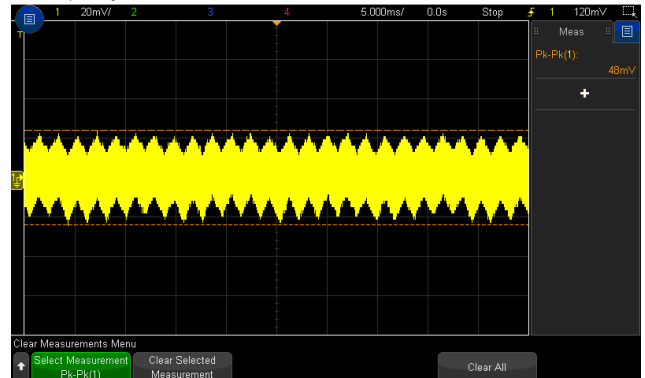 1 20mV/ 2 3 4 5.000ms/ 0.0s Stop 1 120mV
T
Meas
Pk-Pk(1):
48mV
+
1
Clear Measurements Menu
Select Measurement Clear Selected Clear All
Pk-Pk(1) Measurement